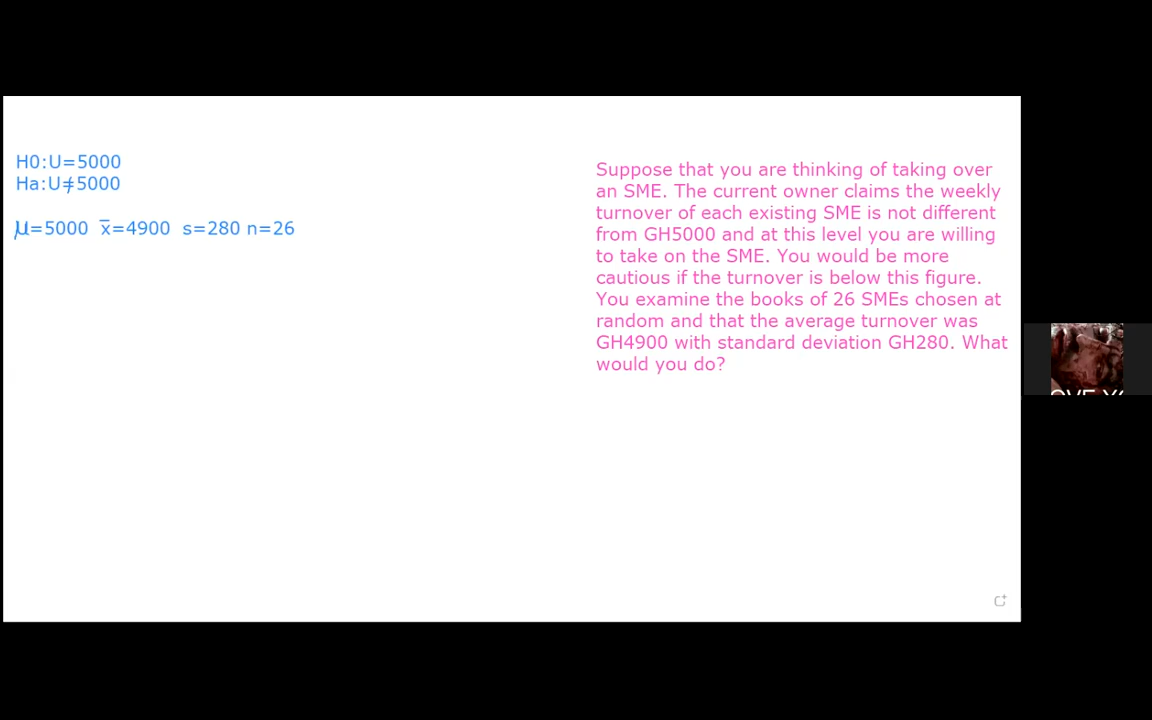 H0:U=5000
Ha:U≠5000
μ=5000 x̅=4900 s=280 n=26
Suppose that you are thinking of taking over
an SME. The current owner claims the weekly
turnover of each existing SME is not different
from GH5000 and at this level you are willing
to take on the SME. You would be more
cautious if the turnover is below this figure.
You examine the books of 26 SMEs chosen at
random and that the average turnover was
GH4900 with standard deviation GH280. What
would you do?